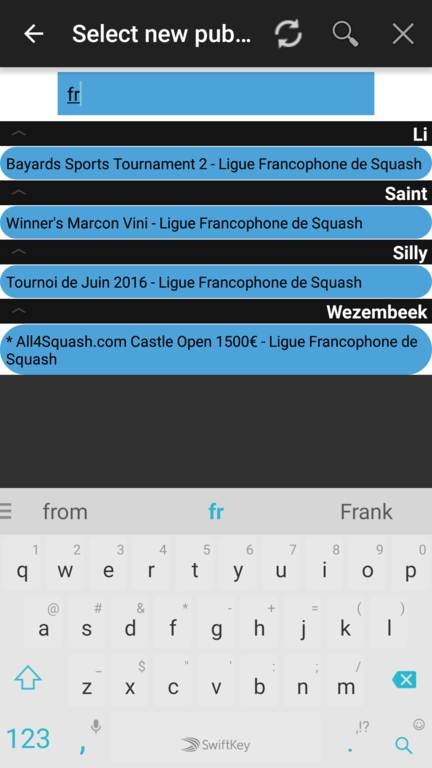 Select new pub...
fr
Li
Bayards Sports Tournament 2 - Ligue Francophone de Squash
Saint
Winner's Marcon Vini - Ligue Francophone de Squash
Silly
Tournoi de Juin 2016 - Ligue Francophone de Squash
Wezembeek
* All4Squash.com Castle Open 1500€ - Ligue Francophone de
Squash
from fr Frank
1 2 3 4 5 6 7 8 9 0
q w e r t y u i o p
@ # & * - + = ( )
a s d f g h j k l
_ $ " ' : ; /
z x c v b n m
123 , SwiftKey . ,!?